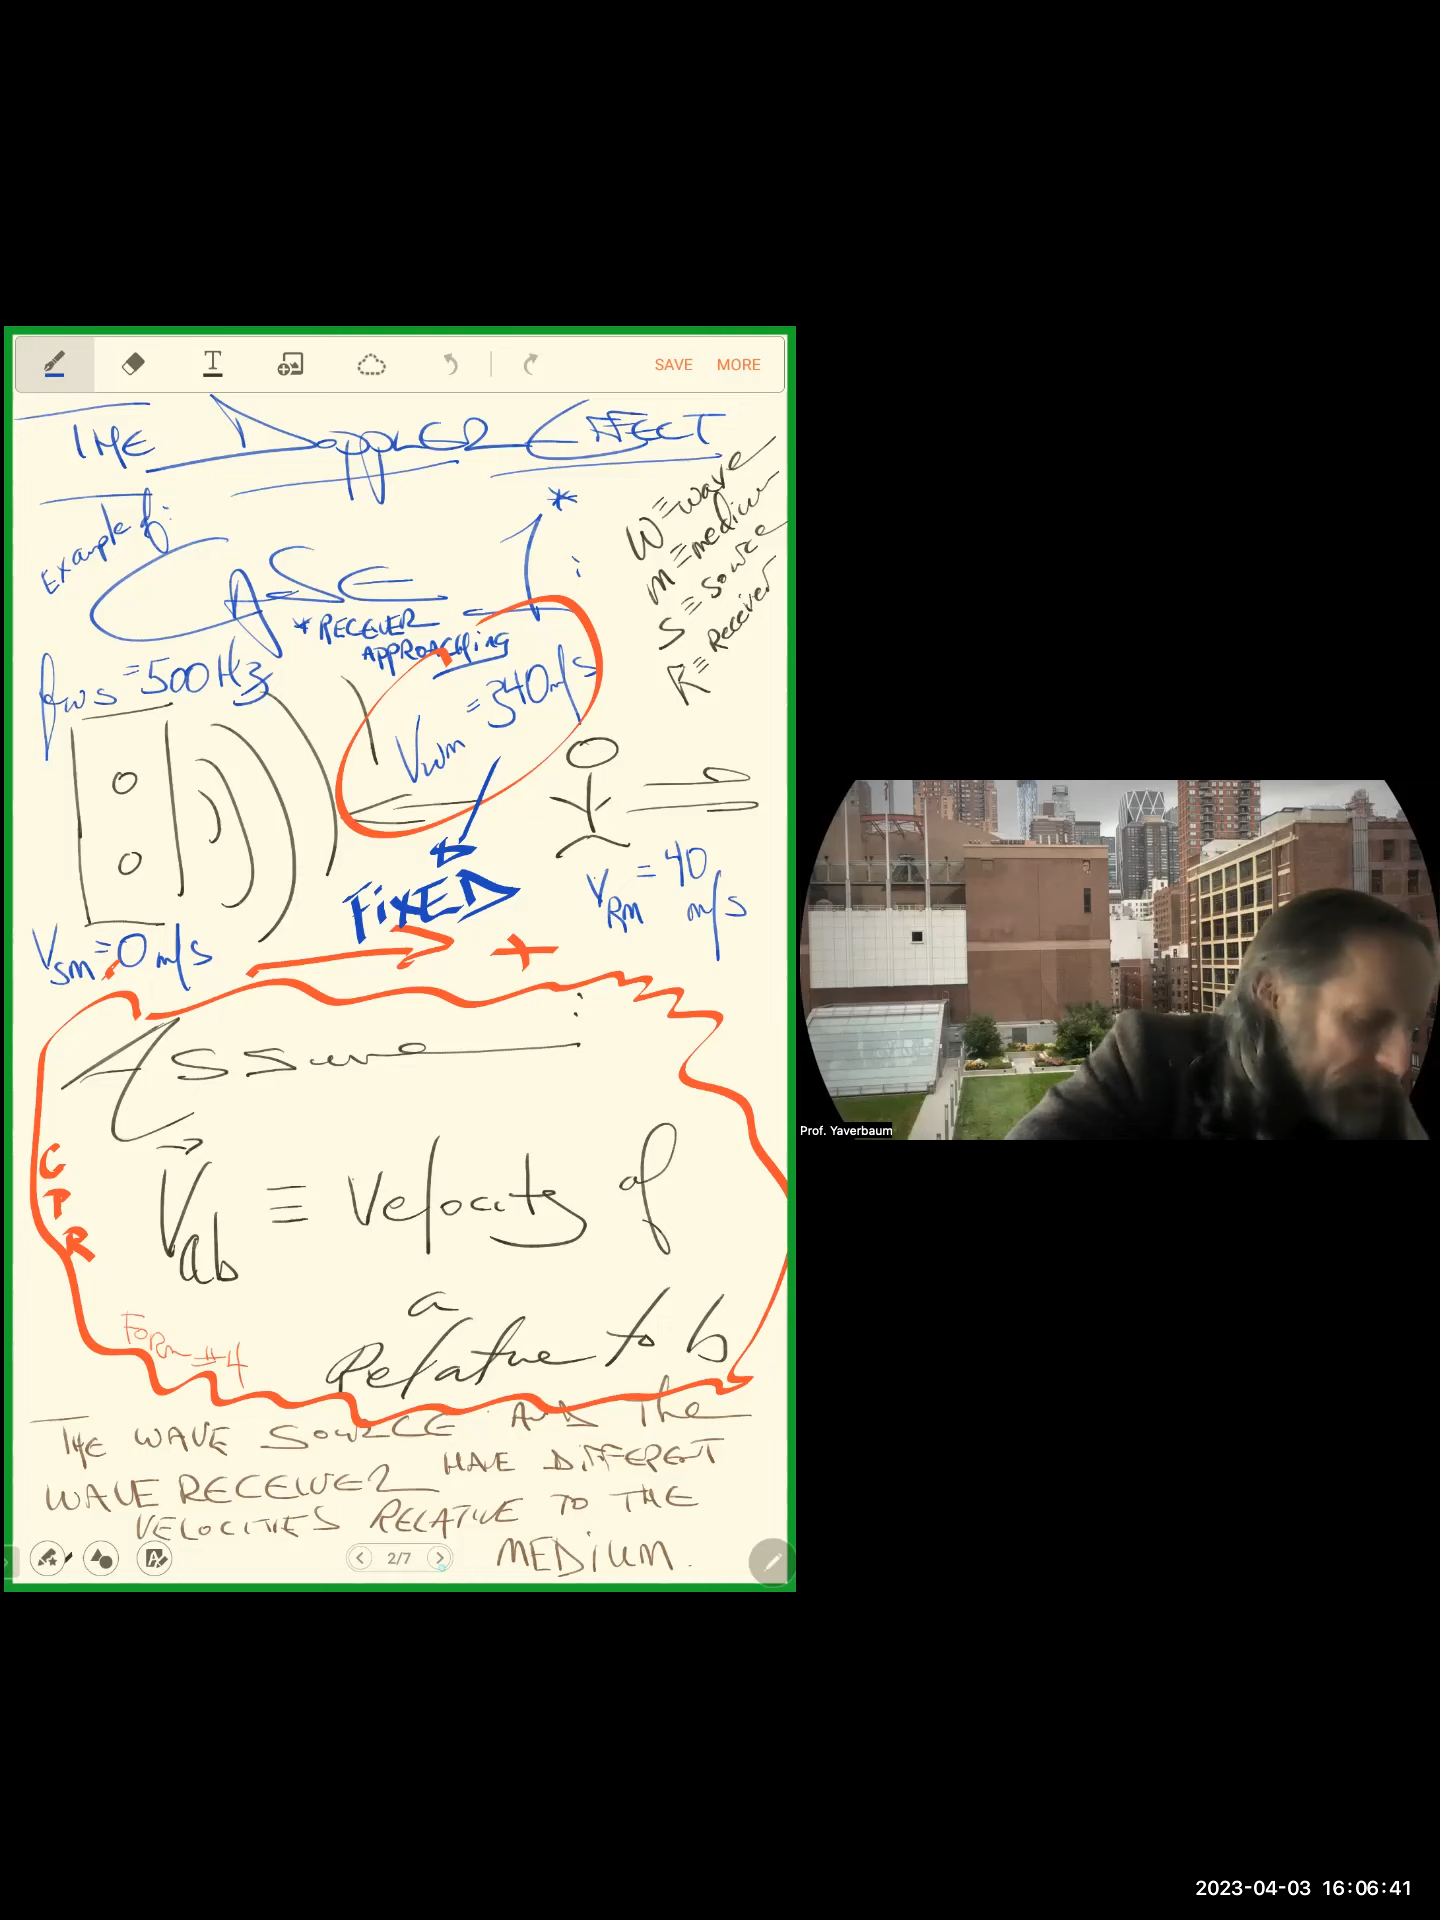 SAVE MORE
THE DOPPLER EFFECT
Example of:
CASE 1*:
* RECEIVER
APPROACHING
W ≡ wave
m ≡ medium
S ≡ Source
R ≡ Receiver
fws = 500 Hz
Vwm = 340 m/s
FIXED
VRm = 40
m/s
Vsm = 0 m/s
+
Assume:
CTR
Vab ≡ Velocity of
a
Relative to b
Form #4
THE WAVE SOURCE AND The
WAVE RECEIVER HAVE DIFFERENT
VELOCITIES RELATIVE TO THE
MEDIUM.
2/7
Prof. Yaverbaum
2023-04-03 16:06:41